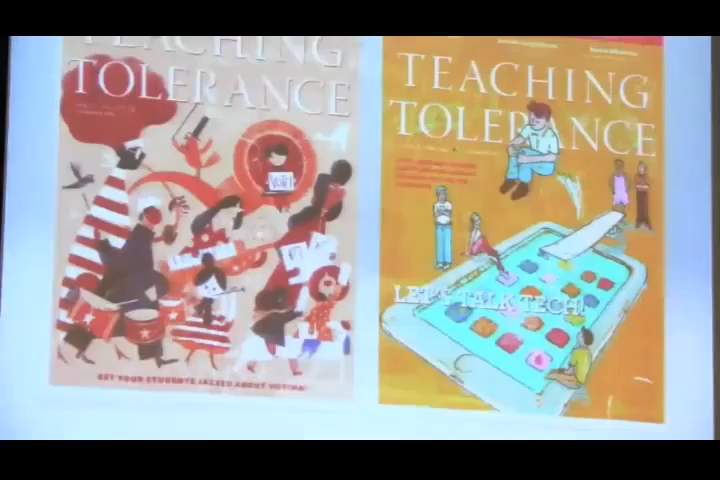 TEACHING
TOLERANCE
VOTE!
GET YOUR STUDENTS JAZZED ABOUT VOTING!
TEACHING
TOLERANCE
LET'S TALK TECH!